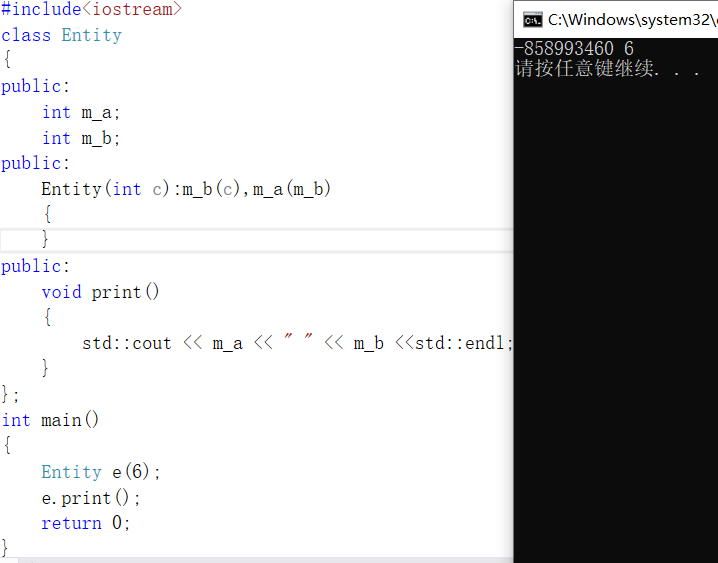 #include<iostream>
class Entity
{
public:
    int m_a;
    int m_b;
public:
    Entity(int c):m_b(c),m_a(m_b)
    {
    }
public:
    void print()
    {
        std::cout << m_a << " " << m_b <<std::endl;
    }
};
int main()
{
    Entity e(6);
    e.print();
    return 0;
}
C:\Windows\system32\
-858993460 6
请按任意键继续. . .